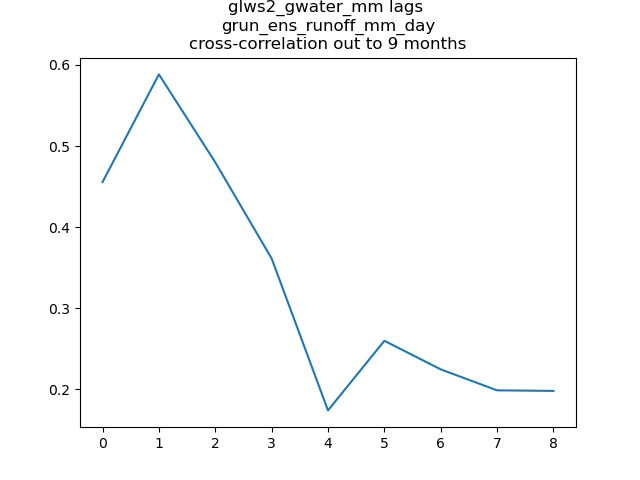 glws2_gwater_mm lags
grun_ens_runoff_mm_day
cross-correlation out to 9 months
0.6
0.5
0.4
0.3
0.2
0 1 2 3 4 5 6 7 8